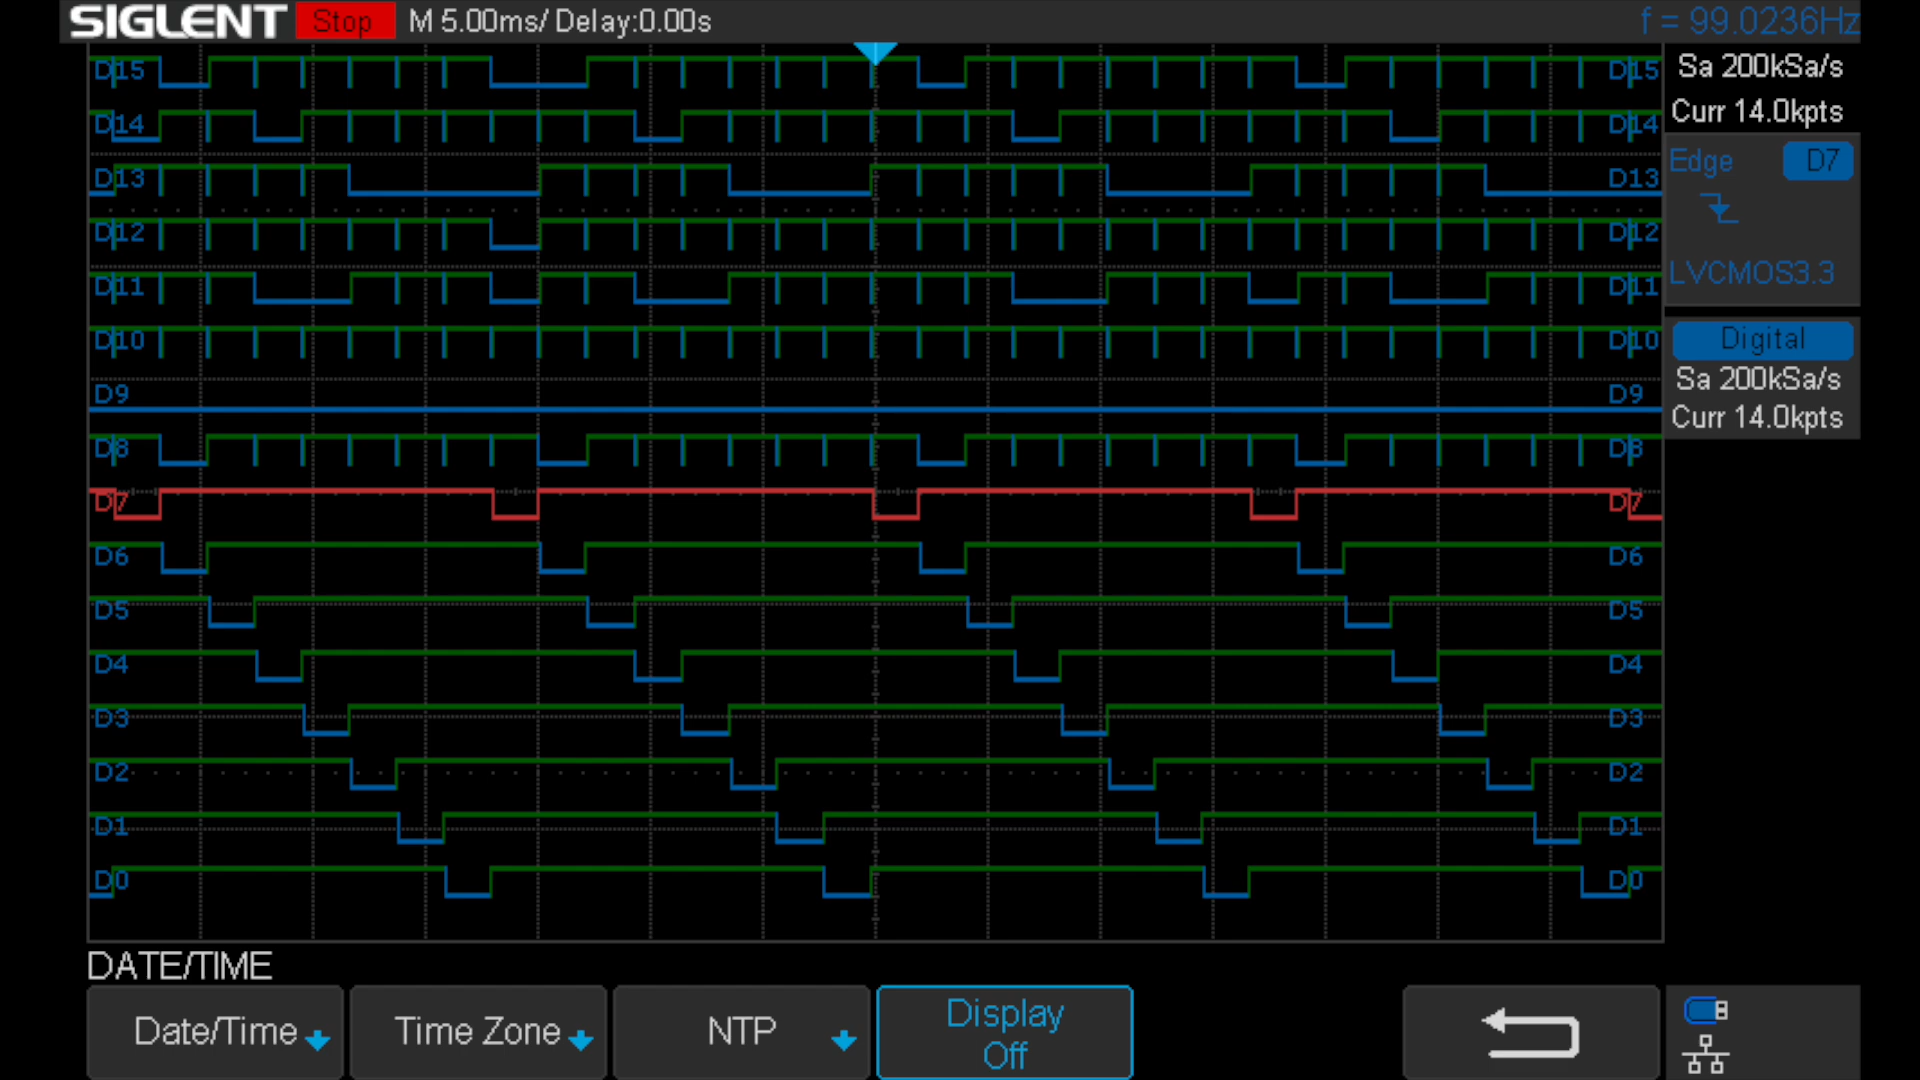 SIGLENT Stop M 5.00ms/ Delay:0.00s f = 99.0236Hz
D15 D15 Sa 200kSa/s
D14 D14 Curr 14.0kpts
D13 D13 Edge D7
D12 D12
D11 D11 LVCMOS3.3
D10 D10 Digital
D9 D9 Sa 200kSa/s
Curr 14.0kpts
D8 D8
D7 D7
D6 D6
D5 D5
D4 D4
D3 D3
D2 D2
D1 D1
D0 D0
DATE/TIME
Date/Time Time Zone NTP Display
Off